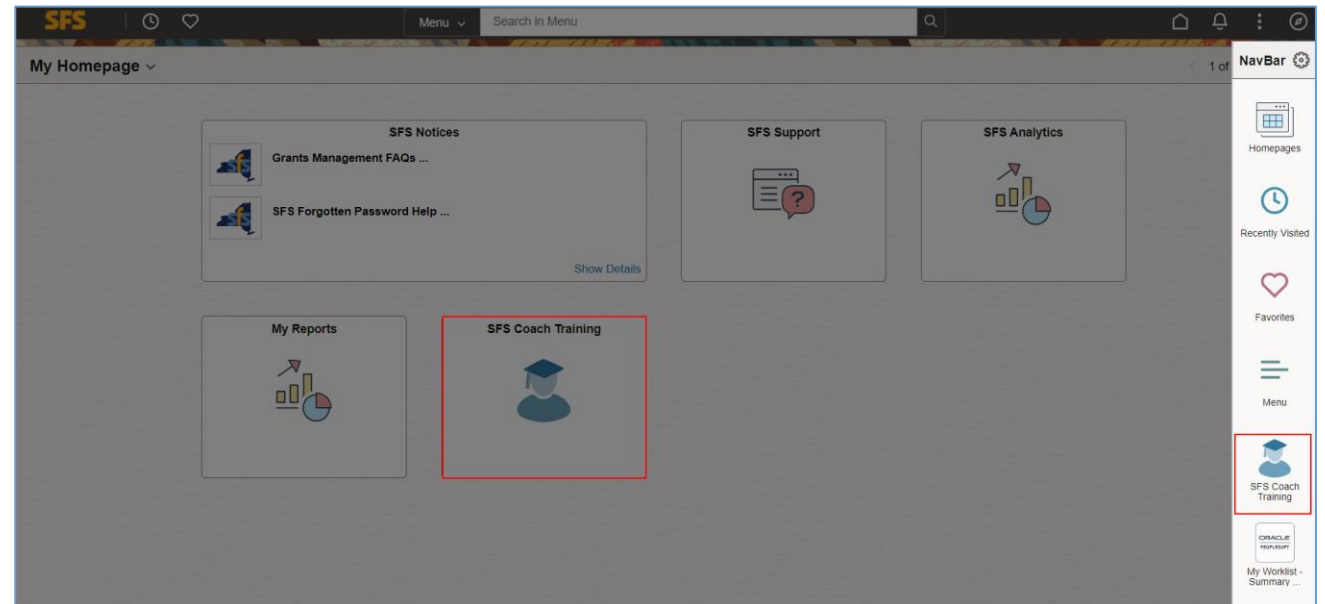 SFS
Menu
Search in Menu
My Homepage
1 of
NavBar
SFS Notices
Grants Management FAQs ...
SFS Forgotten Password Help ...
Show Details
SFS Support
SFS Analytics
My Reports
SFS Coach Training
Homepages
Recently Visited
Favorites
Menu
SFS Coach
Training
ORACLE
PEOPLESOFT
My Worklist -
Summary ...